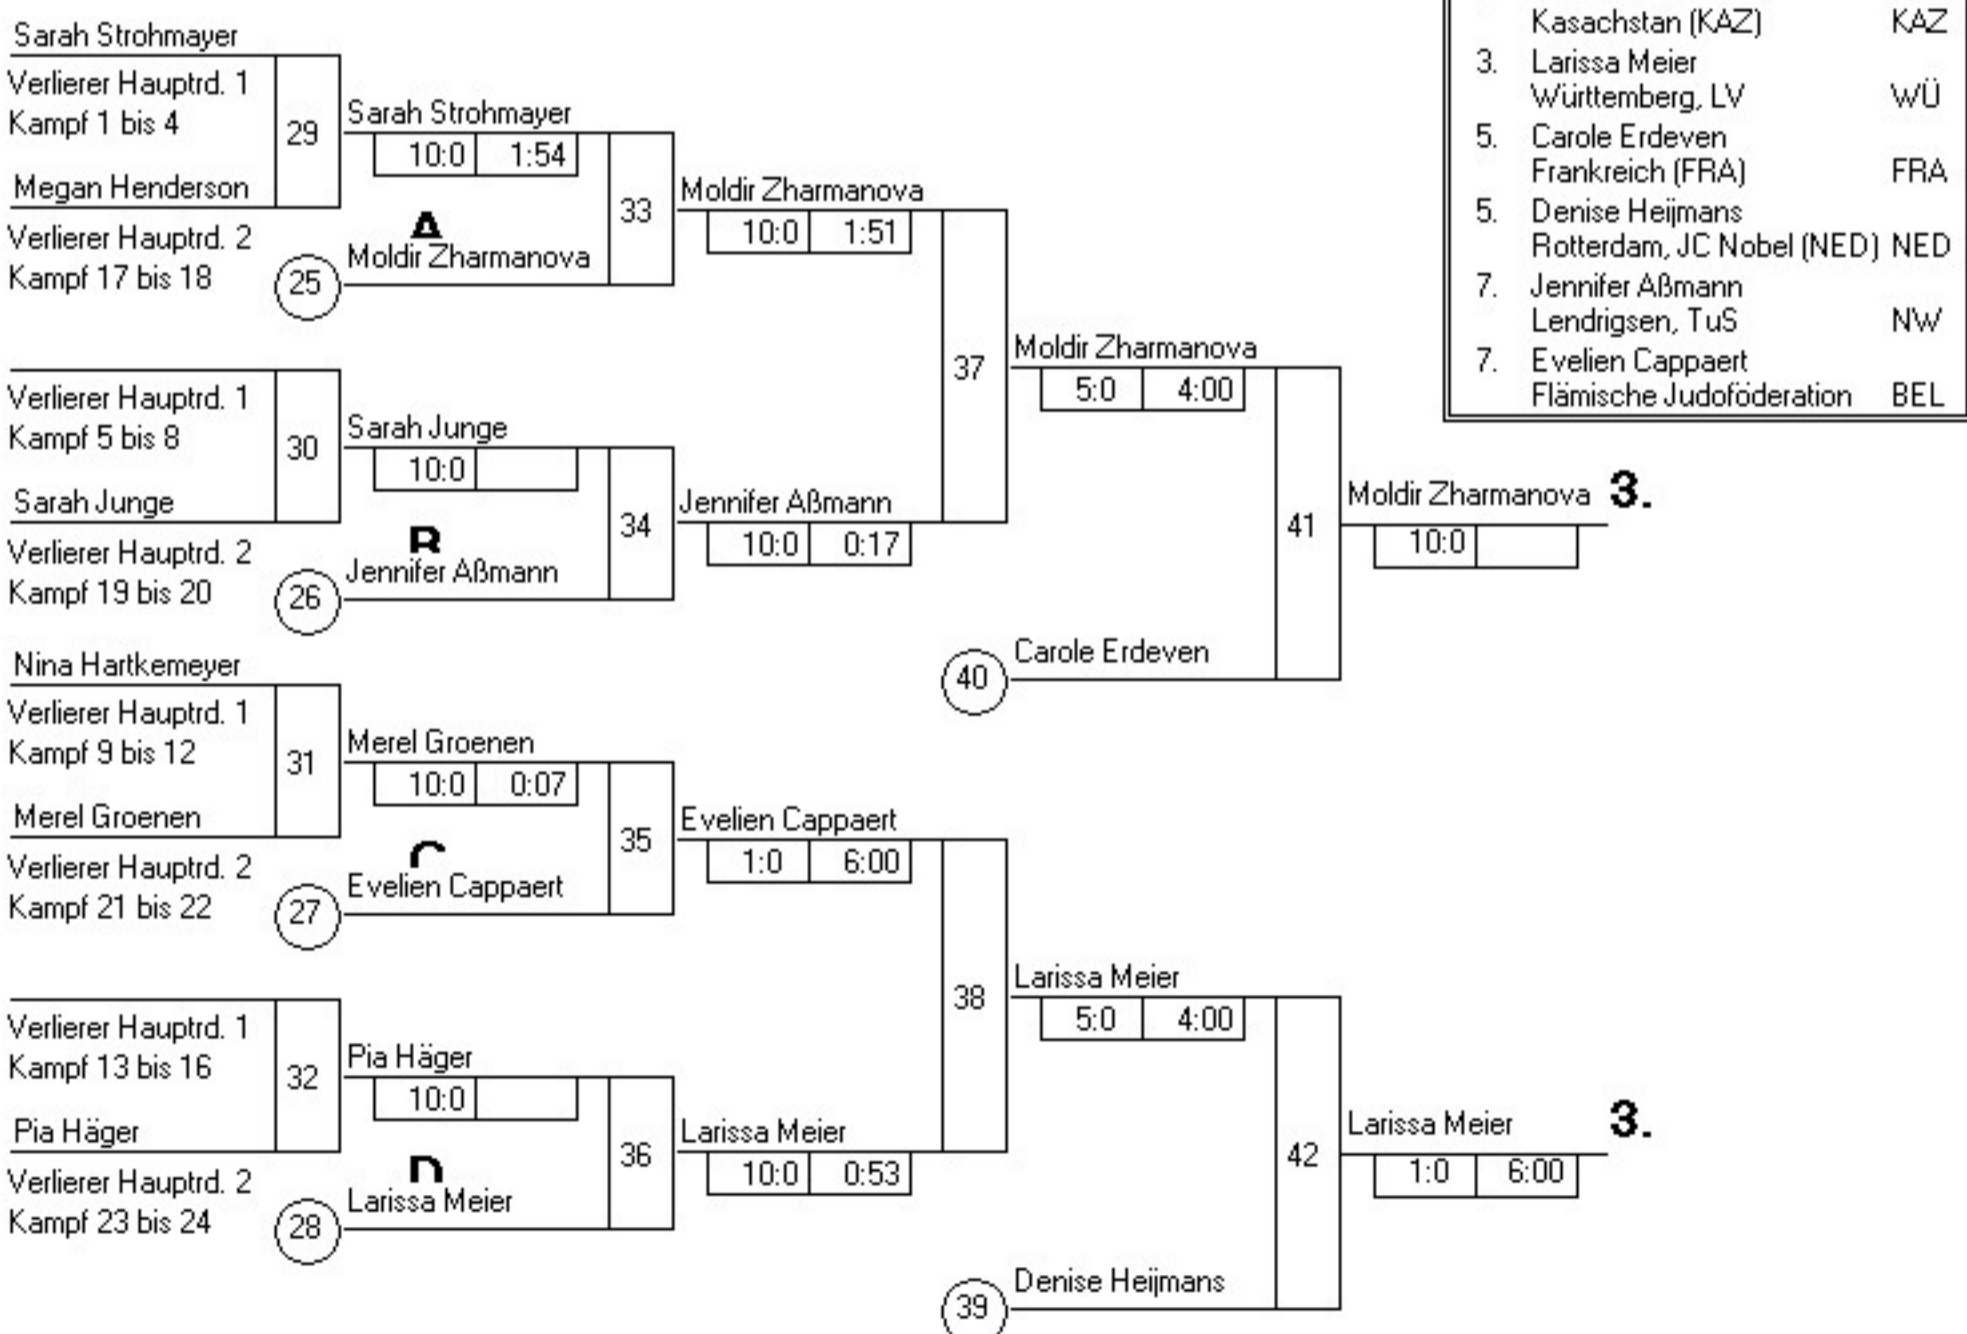 Sarah Strohmayer
Verlierer Hauptrd. 1
Kampf 1 bis 4
29
Megan Henderson
Sarah Strohmayer
10:0 1:54
Verlierer Hauptrd. 2
Kampf 17 bis 18
A
25
Moldir Zharmanova
33
Moldir Zharmanova
10:0 1:51
Verlierer Hauptrd. 1
Kampf 5 bis 8
30
Sarah Junge
Sarah Junge
10:0
Verlierer Hauptrd. 2
Kampf 19 bis 20
B
26
Jennifer Aßmann
34
Jennifer Aßmann
10:0 0:17
37
Moldir Zharmanova
5:0 4:00
40
Carole Erdeven
41
Moldir Zharmanova 3.
10:0
Nina Hartkemeyer
Verlierer Hauptrd. 1
Kampf 9 bis 12
31
Merel Groenen
Merel Groenen
10:0 0:07
Verlierer Hauptrd. 2
Kampf 21 bis 22
C
27
Evelien Cappaert
35
Evelien Cappaert
1:0 6:00
Verlierer Hauptrd. 1
Kampf 13 bis 16
32
Pia Häger
Pia Häger
10:0
Verlierer Hauptrd. 2
Kampf 23 bis 24
D
28
Larissa Meier
36
Larissa Meier
10:0 0:53
38
Larissa Meier
5:0 4:00
39
Denise Heijmans
42
Larissa Meier 3.
1:0 6:00
Kasachstan (KAZ) KAZ
3. Larissa Meier
Württemberg, LV WÜ
5. Carole Erdeven
Frankreich (FRA) FRA
5. Denise Heijmans
Rotterdam, JC Nobel (NED) NED
7. Jennifer Aßmann
Lendrigsen, TuS NW
7. Evelien Cappaert
Flämische Judoföderation BEL